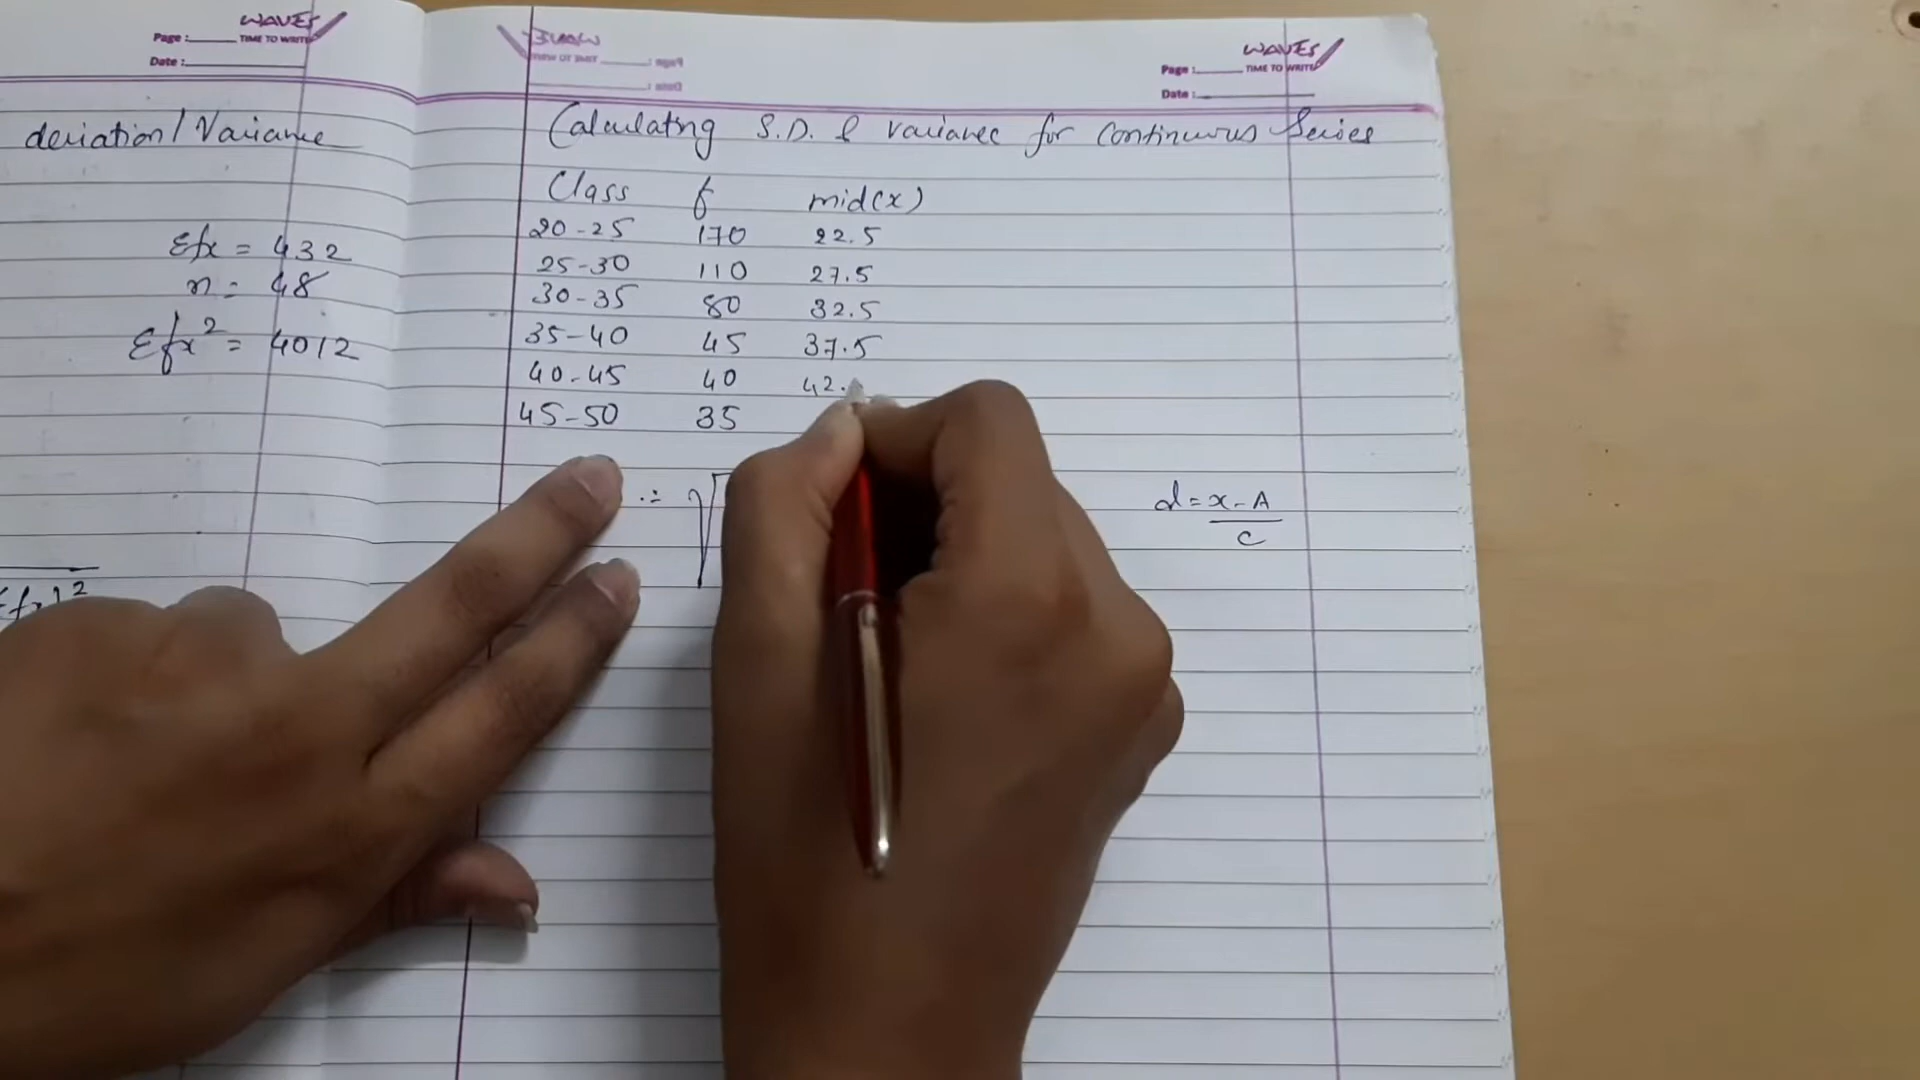 WAVES
Page : TIME TO WRITE
Date :
deviation/Variance
Σfx = 432
n = 48
Σfx² = 4012
WAVES
Page : TIME TO WRITE
Date :
Calculating S.D. & variance for Continuous Series
Class f mid(x)
20-25 170 22.5
25-30 110 27.5
30-35 80 32.5
35-40 45 37.5
40-45 40 42.
45-50 35
d = x-A
c